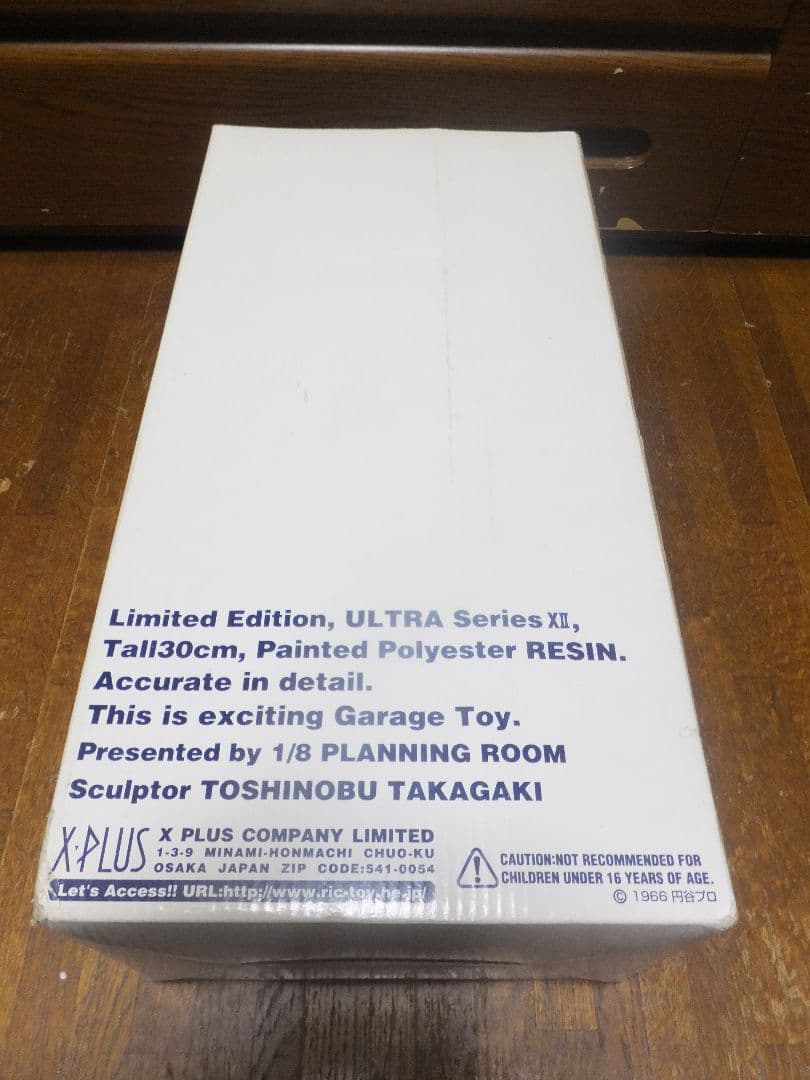 Limited Edition, ULTRA Series XII,
Tall30cm, Painted Polyester RESIN.
Accurate in detail.
This is exciting Garage Toy.
Presented by 1/8 PLANNING ROOM
Sculptor TOSHINOBU TAKAGAKI
X·PLUS
X PLUS COMPANY LIMITED
1-3-9 MINAMI-HONMACHI CHUO-KU
OSAKA JAPAN ZIP CODE:541-0054
Let's Access!! URL:http://www.ric-toy.ne.jp/
CAUTION:NOT RECOMMENDED FOR
CHILDREN UNDER 16 YEARS OF AGE.
© 1966 円谷プロ